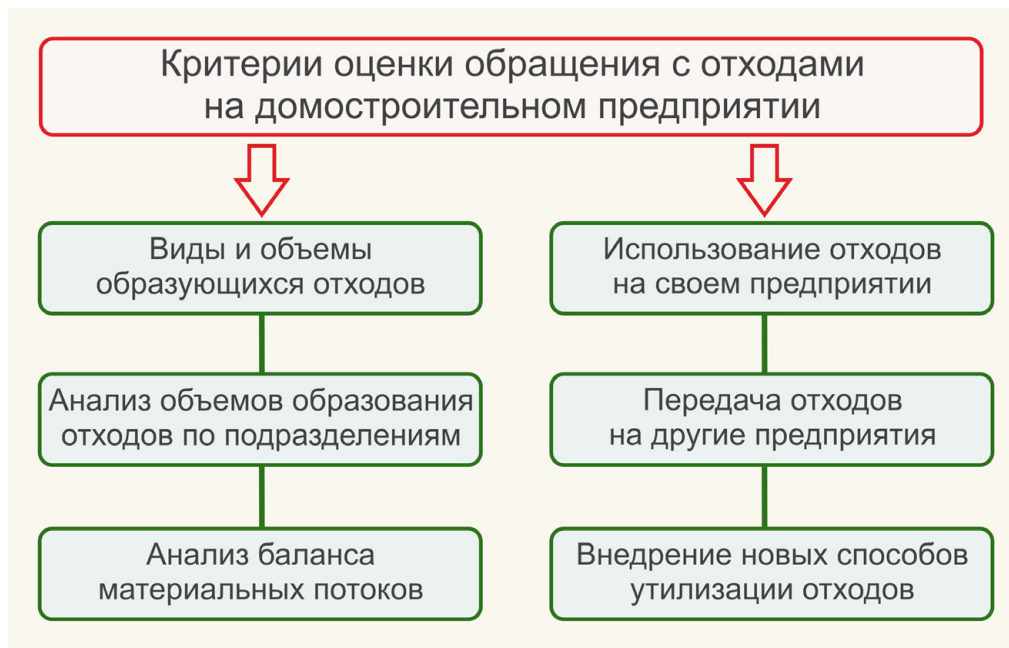 Критерии оценки обращения с отходами
на домостроительном предприятии
Виды и объемы
образующихся отходов
Анализ объемов образования
отходов по подразделениям
Анализ баланса
материальных потоков
Использование отходов
на своем предприятии
Передача отходов
на другие предприятия
Внедрение новых способов
утилизации отходов